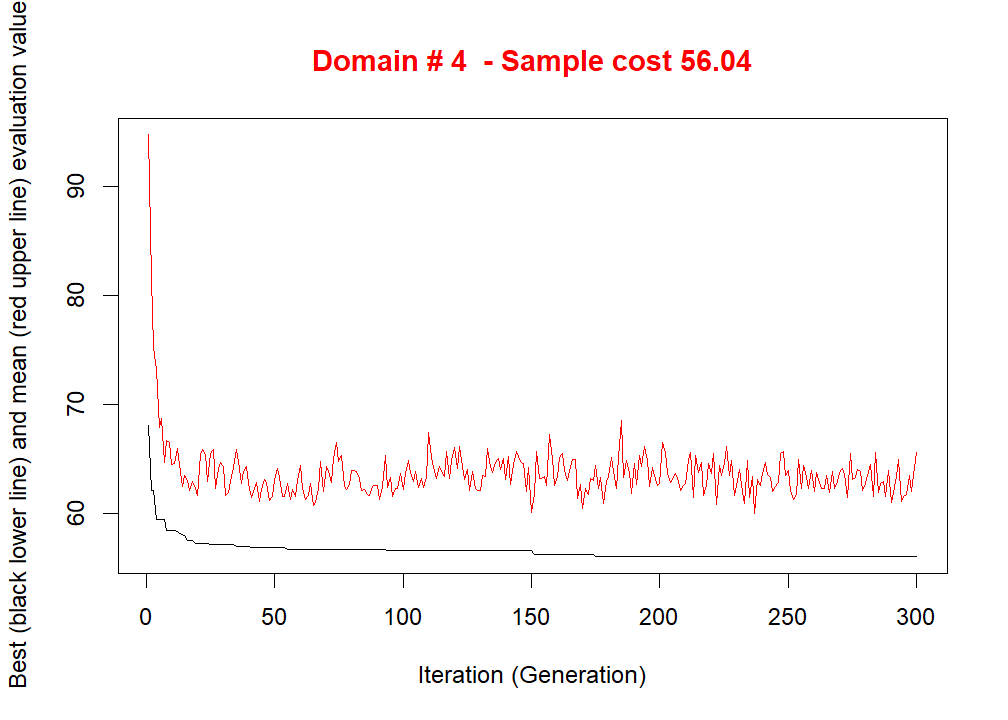 Domain # 4  - Sample cost 56.04
Best (black lower line) and mean (red upper line) evaluation value
90
80
70
60
0 50 100 150 200 250 300
Iteration (Generation)